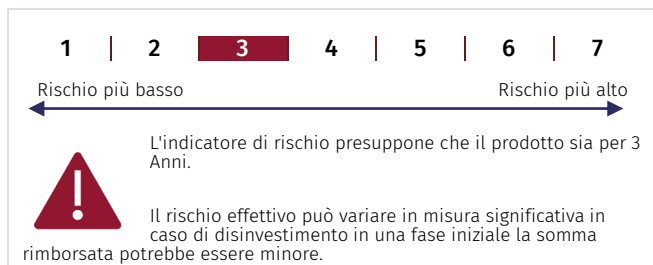 1 2 3 4 5 6 7
Rischio più basso Rischio più alto
L'indicatore di rischio presuppone che il prodotto sia per 3
Anni.
Il rischio effettivo può variare in misura significativa in
caso di disinvestimento in una fase iniziale la somma
rimborsata potrebbe essere minore.